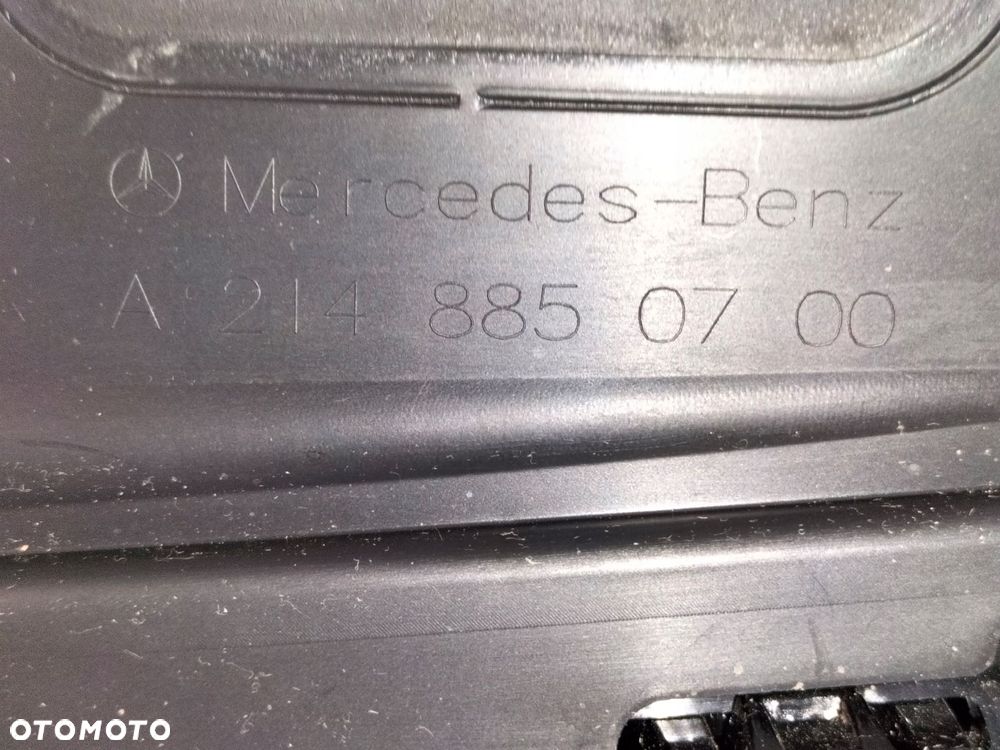 Mercedes-Benz
A 214 885 07 00
OTOMOTO